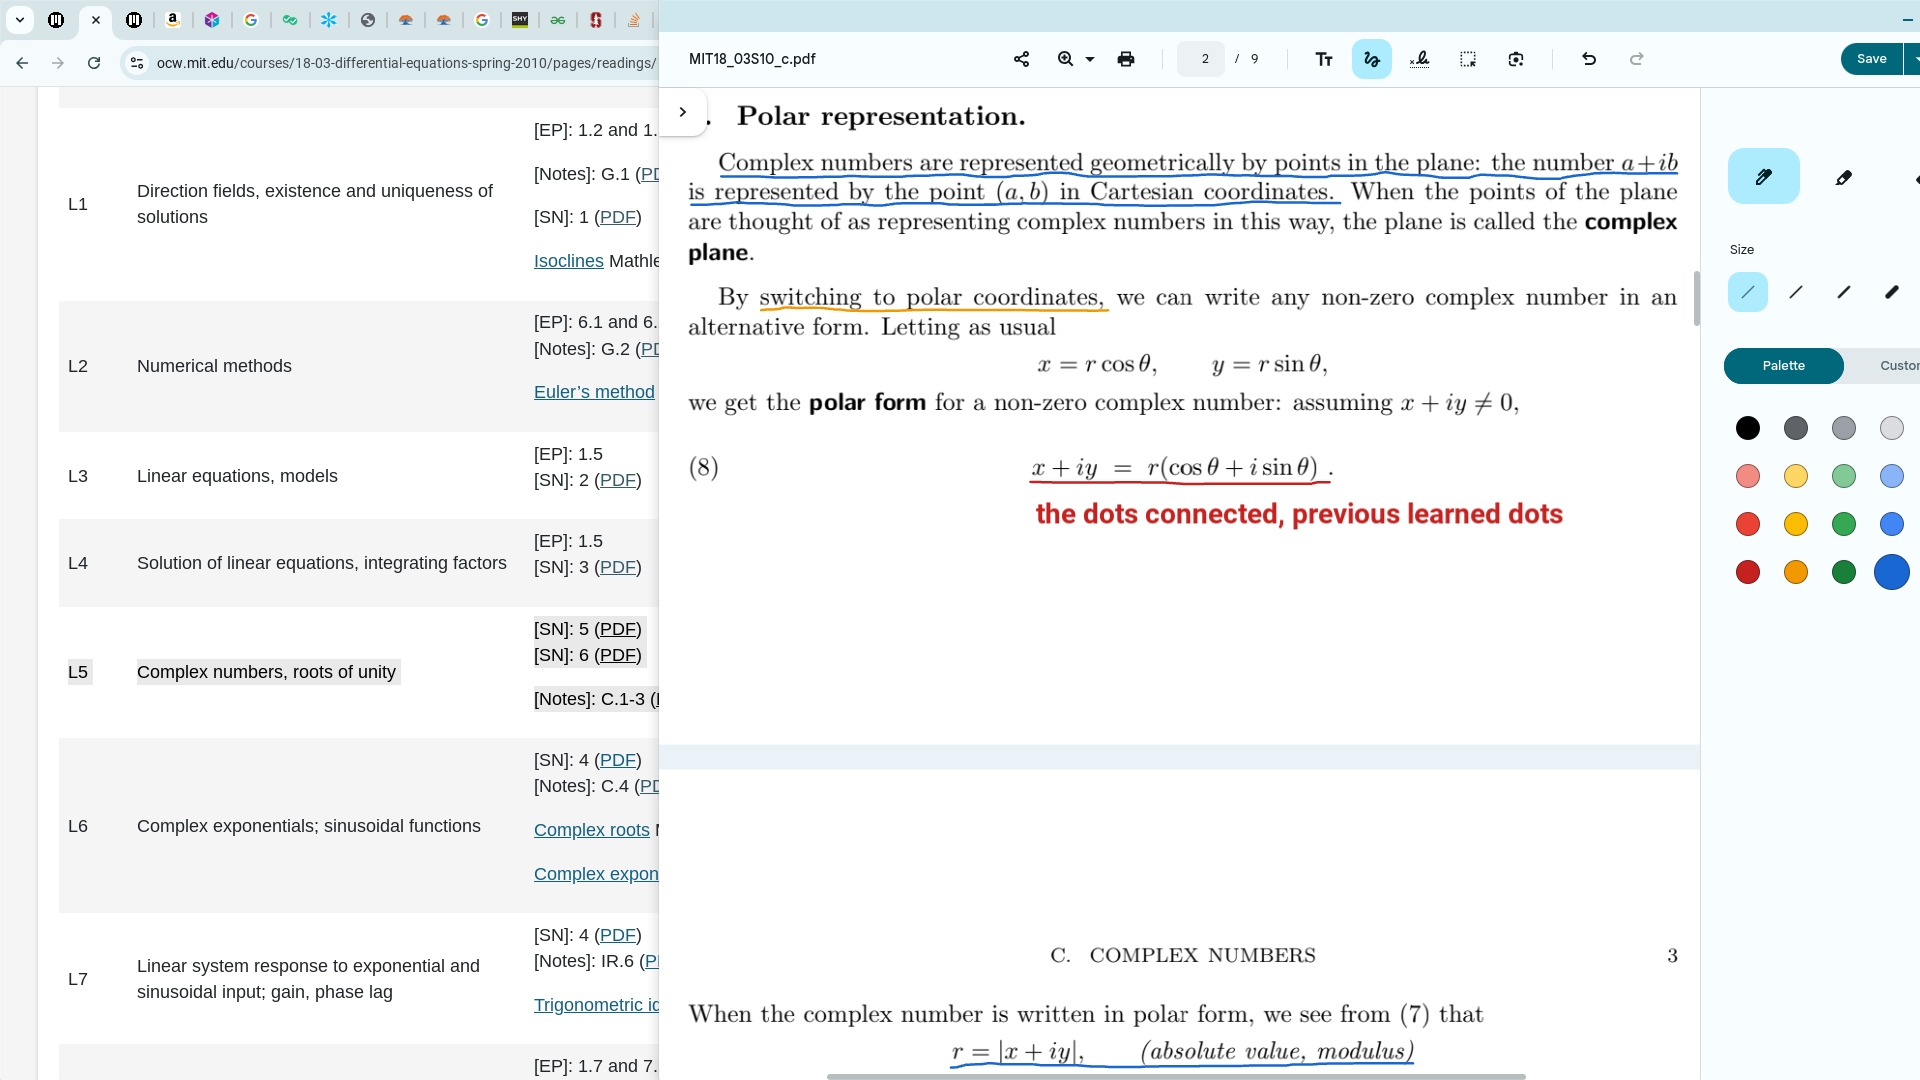 SHY
ocw.mit.edu/courses/18-03-differential-equations-spring-2010/pages/readings/
L1
Direction fields, existence and uniqueness of
solutions
[EP]: 1.2 and 1.
[Notes]: G.1 (PD
[SN]: 1 (PDF)
Isoclines Mathle
L2
Numerical methods
[EP]: 6.1 and 6.
[Notes]: G.2 (PD
Euler’s method
L3
Linear equations, models
[EP]: 1.5
[SN]: 2 (PDF)
L4
Solution of linear equations, integrating factors
[EP]: 1.5
[SN]: 3 (PDF)
L5
Complex numbers, roots of unity
[SN]: 5 (PDF)
[SN]: 6 (PDF)
[Notes]: C.1-3 (
L6
Complex exponentials; sinusoidal functions
[SN]: 4 (PDF)
[Notes]: C.4 (PD
Complex roots
Complex expon
L7
Linear system response to exponential and
sinusoidal input; gain, phase lag
[SN]: 4 (PDF)
[Notes]: IR.6 (P
Trigonometric id
[EP]: 1.7 and 7.
MIT18_03S10_c.pdf
2 / 9
Save
. Polar representation.
Complex numbers are represented geometrically by points in the plane: the number a+ib
is represented by the point (a, b) in Cartesian coordinates. When the points of the plane
are thought of as representing complex numbers in this way, the plane is called the complex
plane.
By switching to polar coordinates, we can write any non-zero complex number in an
alternative form. Letting as usual
x = r cos θ, y = r sin θ,
we get the polar form for a non-zero complex number: assuming x + iy ≠ 0,
(8) x + iy = r(cos θ + i sin θ) .
the dots connected, previous learned dots
C. COMPLEX NUMBERS 3
When the complex number is written in polar form, we see from (7) that
r = |x + iy|, (absolute value, modulus)
Size
Palette
Custo